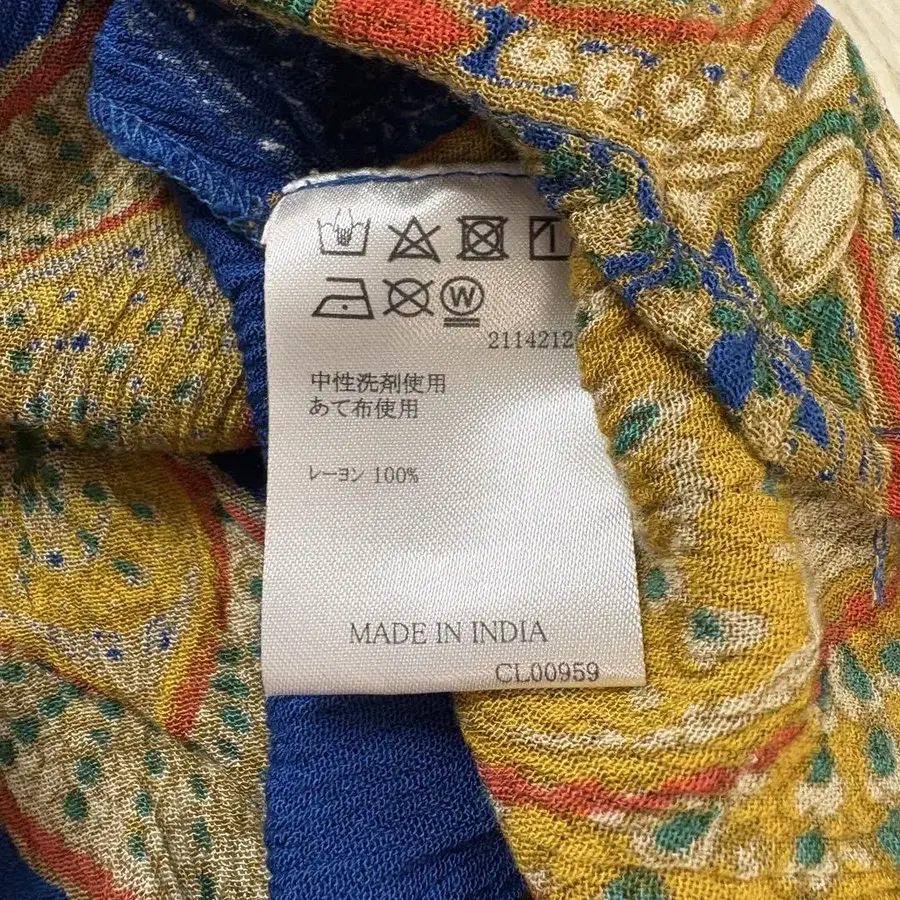 W
2114212
中性洗剤使用
あて布使用
レーヨン 100%
MADE IN INDIA
CL00959